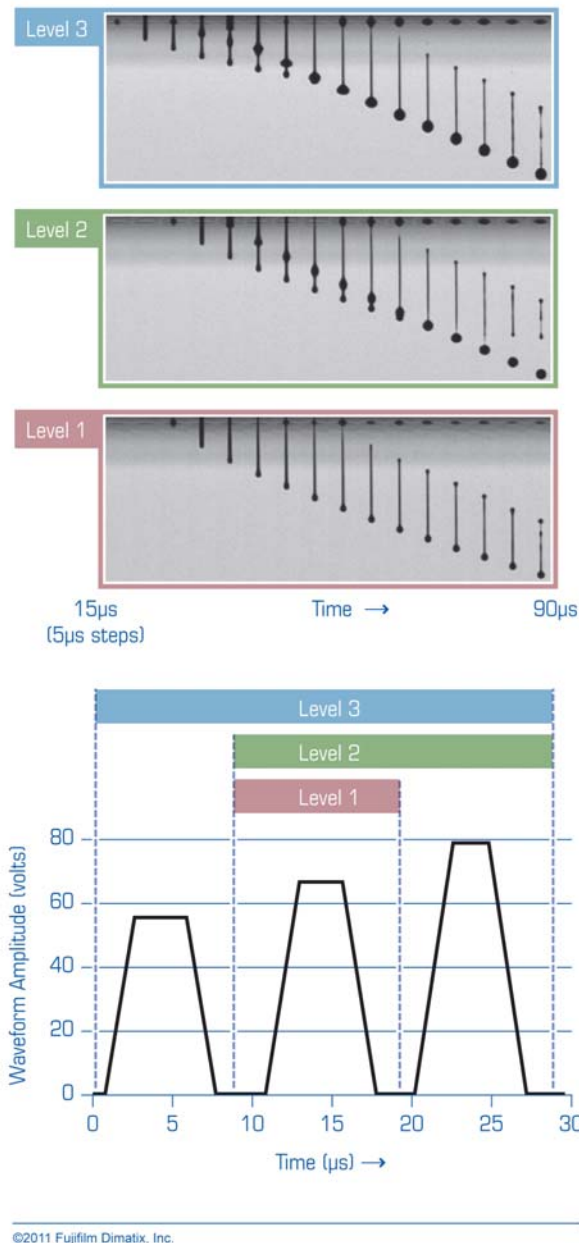 Level 3
Level 2
Level 1
15µs
(5µs steps)
Time →
90µs
Level 3
Level 2
Level 1
Waveform Amplitude (volts)
80
60
40
20
0
0 5 10 15 20 25 30
Time (µs) →
©2011 Fujifilm Dimatix, Inc.